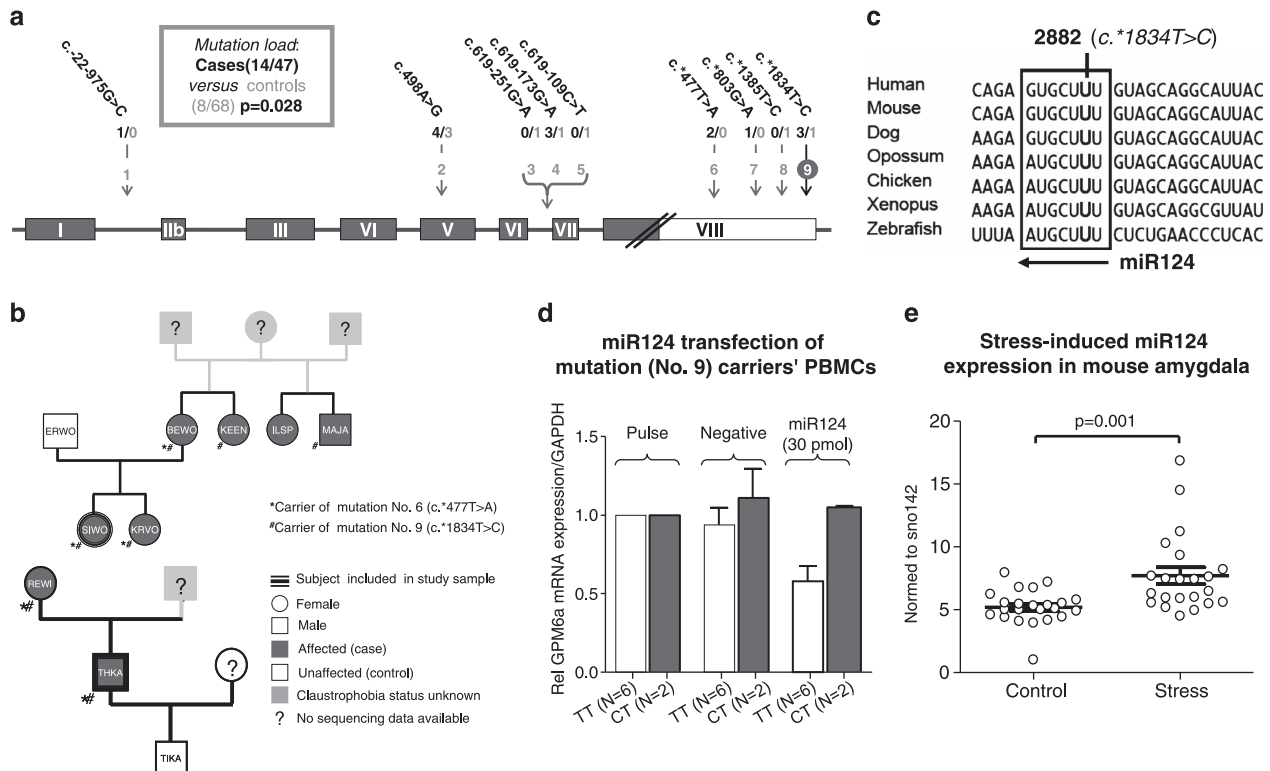 a
c.-22-975G>C
Mutation load:
Cases(14/47)
versus controls
(8/68) p=0.028
c.498A>G
c.619-251G>A
c.619-173G>A
c.619-109C>T
c.*477T>A
c.*803G>A
c.*1385T>C
c.*1834T>C
1/0 4/3 0/1 3/1 0/1 2/0 1/0 0/1 3/1
1 2 3 4 5 6 7 8 9
I IIb III VI V VI VII VIII
c
2882 (c.*1834T>C)
Human CAGA GUGCUUU GUAGCAGGCAUUAC
Mouse CAGA GUGCUUU GUAGCAGGCAUUAC
Dog AAGA GUGCUUU GUAGCAGGCAUUAC
Opossum AAGA AUGCUUU GUAGCAGGCAUUAC
Chicken AAGA AUGCUUU GUAGCAGGCAUUAC
Xenopus AAGA AUGCUUU GUAGCAGGCGUUAU
Zebrafish UUUA AUGCUUU CUCUGAACCCUCAC
miR124
b
? ? ?
ERWO BEWO KEEN ILSP MAJA
*# # #
SIWO KRVO
*# *#
*Carrier of mutation No. 6 (c.*477T>A)
#Carrier of mutation No. 9 (c.*1834T>C)
REWI ?
*#
THKA ?
*#
TIKA
Subject included in study sample
Female
Male
Affected (case)
Unaffected (control)
Claustrophobia status unknown
? No sequencing data available
d
miR124 transfection of
mutation (No. 9) carriers' PBMCs
Rel GPM6a mRNA expression/GAPDH
1.5
1.0
0.5
0.0
Pulse Negative miR124
(30 pmol)
TT (N=6) CT (N=2) TT (N=6) CT (N=2) TT (N=6) CT (N=2)
e
Stress-induced miR124
expression in mouse amygdala
p=0.001
Normed to sno142
20
15
10
5
0
Control Stress